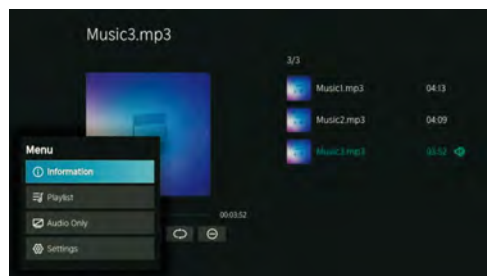 Music3.mp3
3/3
Music1.mp3 04:13
Music2.mp3 04:09
Music3.mp3 03:52
Menu
Information
Playlist
Audio Only
Settings
00:03:52